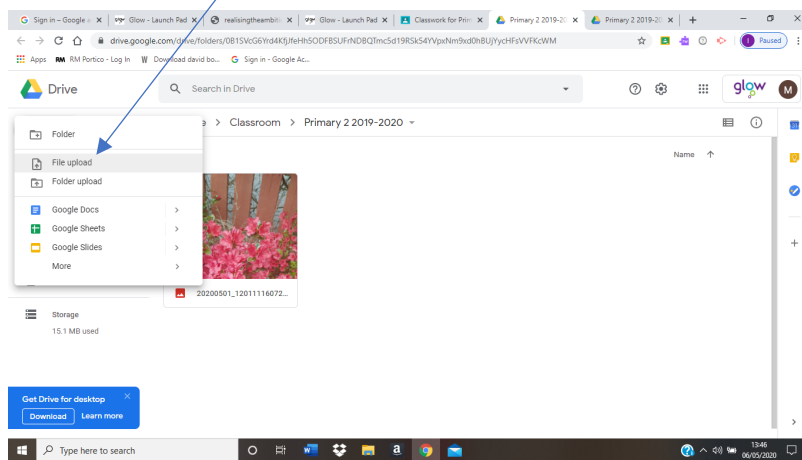 Sign in – Google a
Glow - Launch Pad
realisingtheambiti
Glow - Launch Pad
Classwork for Prim
Primary 2 2019-20
Primary 2 2019-20
drive.google.com/drive/folders/0B1SVcG6Yrd4KfjJfeHh5ODFBSUFrNDBQTmc5d19RSk54YVpxNm9xd0hBUjYycHFsVVFKcWM
Paused
Apps
RM RM Portico - Log In
W Download david bo...
G Sign in - Google Ac...
Drive
Search in Drive
glow
M
Classroom > Primary 2 2019-2020
Folder
File upload
Folder upload
Google Docs
Google Sheets
Google Slides
More
Name
20200501_12011116072...
Storage
15.1 MB used
Get Drive for desktop
Download
Learn more
Type here to search
13:46
06/05/2020